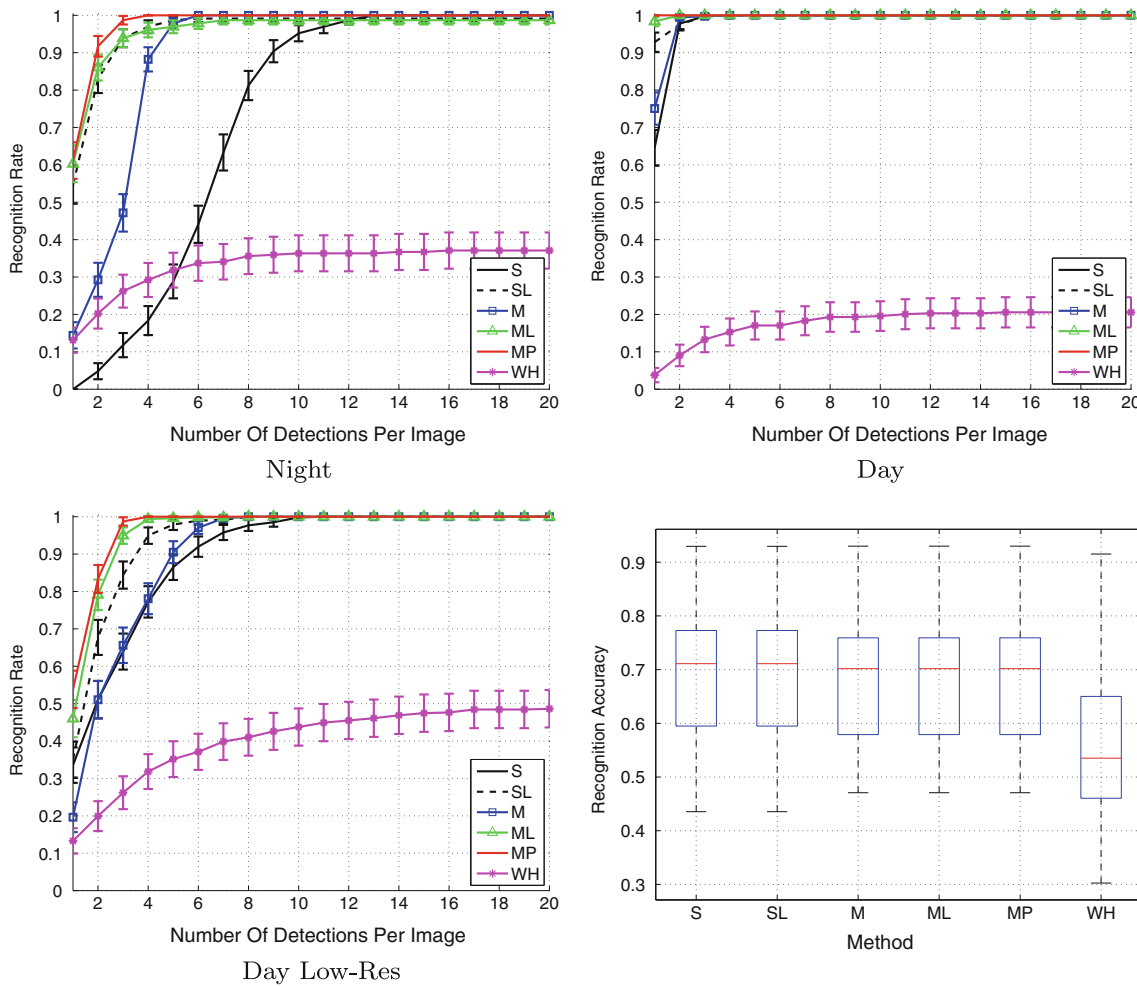 1
0.9
0.8
0.7
0.6
0.5
0.4
0.3
0.2
0.1
0
Recognition Rate
2 4 6 8 10 12 14 16 18 20
Number Of Detections Per Image
S
SL
M
ML
MP
WH
Night
1
0.9
0.8
0.7
0.6
0.5
0.4
0.3
0.2
0.1
0
Recognition Rate
2 4 6 8 10 12 14 16 18 20
Number Of Detections Per Image
S
SL
M
ML
MP
WH
Day
1
0.9
0.8
0.7
0.6
0.5
0.4
0.3
0.2
0.1
0
Recognition Rate
2 4 6 8 10 12 14 16 18 20
Number Of Detections Per Image
S
SL
M
ML
MP
WH
Day Low-Res
0.9
0.8
0.7
0.6
0.5
0.4
0.3
Recognition Accuracy
S SL M ML MP WH
Method